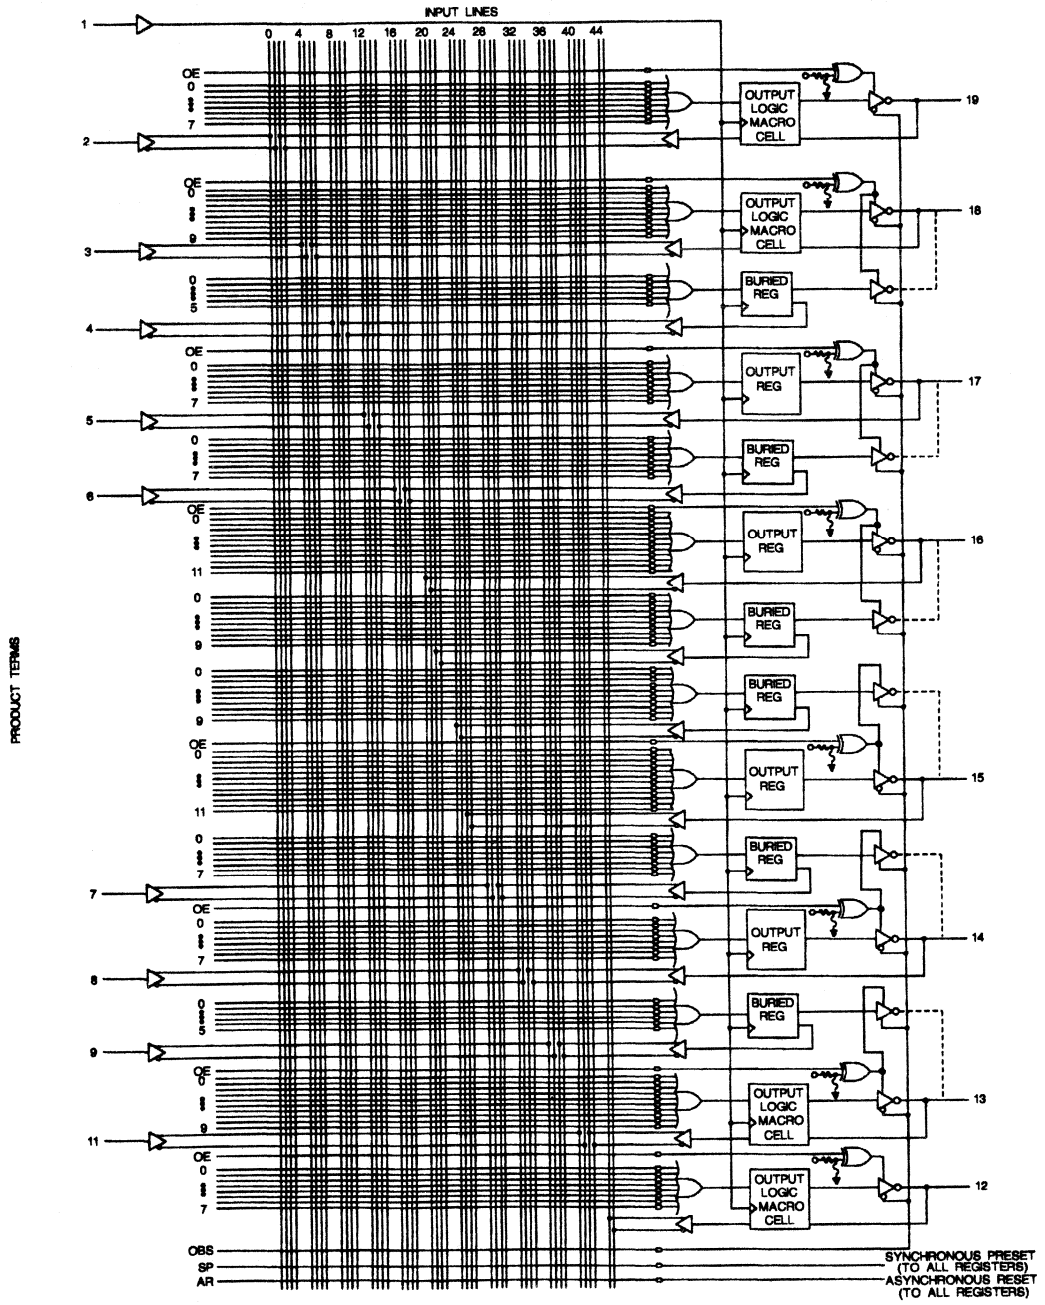 INPUT LINES
1
0 4 8 12 16 20 24 28 32 36 40 44
OE
0
7
OUTPUT
LOGIC
MACRO
CELL
19
2
OE
0
9
OUTPUT
LOGIC
MACRO
CELL
18
3
0
5
BURIED
REG
4
OE
0
7
OUTPUT
REG
17
5
0
7
BURIED
REG
6
OE
0
11
OUTPUT
REG
16
0
9
BURIED
REG
PRODUCT TERMS
0
9
BURIED
REG
OE
0
11
OUTPUT
REG
15
0
7
BURIED
REG
7
OE
0
7
OUTPUT
REG
14
8
0
5
BURIED
REG
9
OE
0
9
OUTPUT
LOGIC
MACRO
CELL
13
11
OE
0
7
OUTPUT
LOGIC
MACRO
CELL
12
OBS
SP
AR
SYNCHRONOUS PRESET
(TO ALL REGISTERS)
ASYNCHRONOUS RESET
(TO ALL REGISTERS)